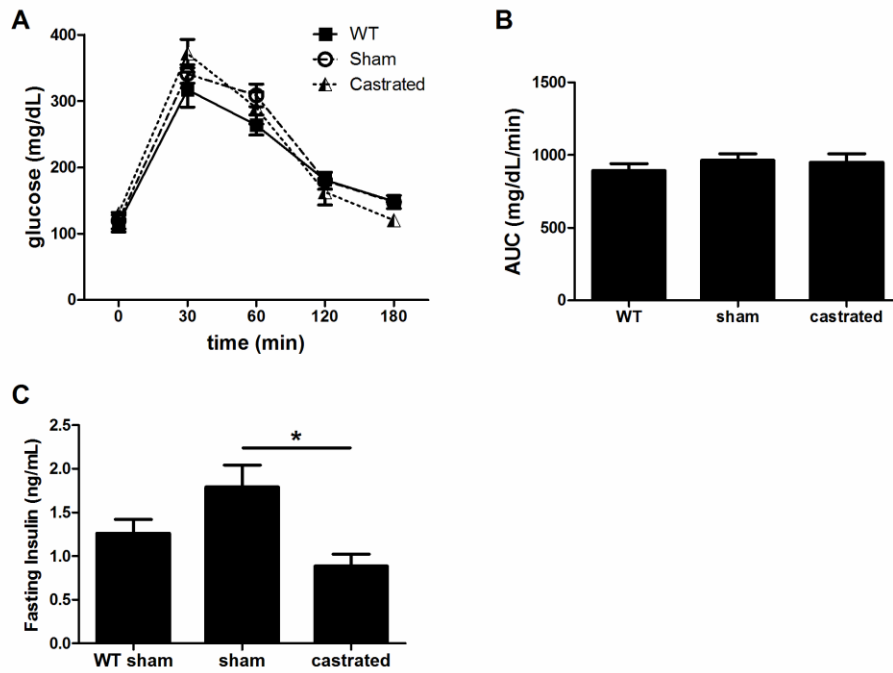 A
glucose (mg/dL)
400
300
200
100
0
0 30 60 120 180
time (min)
WT
Sham
Castrated
B
AUC (mg/dL/min)
1500
1000
500
0
WT sham castrated
C
Fasting Insulin (ng/mL)
2.5
2.0
1.5
1.0
0.5
0.0
*
WT sham sham castrated